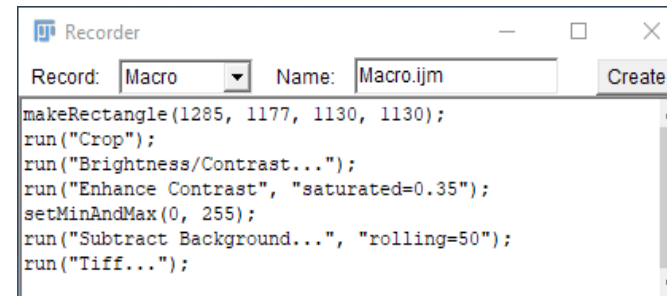 Recorder
Record: Macro Name: Macro.ijm Create
makeRectangle(1285, 1177, 1130, 1130);
run("Crop");
run("Brightness/Contrast...");
run("Enhance Contrast", "saturated=0.35");
setMinAndMax(0, 255);
run("Subtract Background...", "rolling=50");
run("Tiff...");